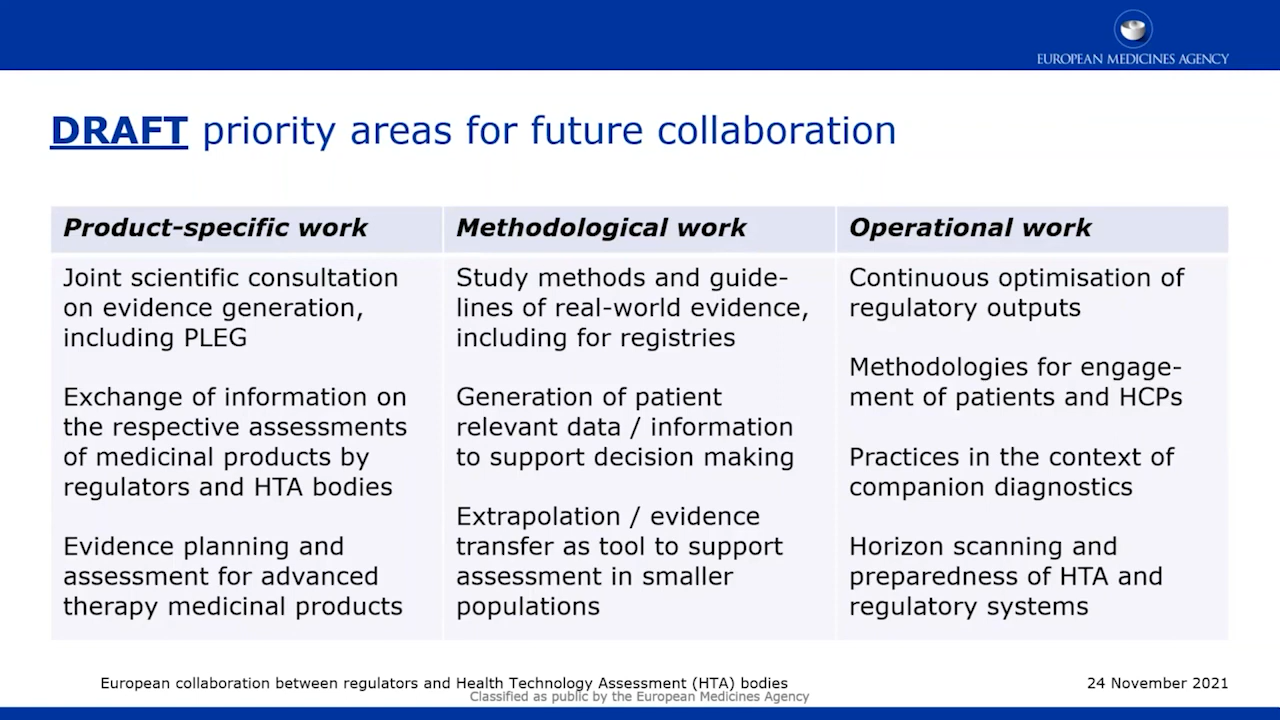 EUROPEAN MEDICINES AGENCY
DRAFT priority areas for future collaboration
Product-specific work
Joint scientific consultation
on evidence generation,
including PLEG
Exchange of information on
the respective assessments
of medicinal products by
regulators and HTA bodies
Evidence planning and
assessment for advanced
therapy medicinal products
Methodological work
Study methods and guide-
lines of real-world evidence,
including for registries
Generation of patient
relevant data / information
to support decision making
Extrapolation / evidence
transfer as tool to support
assessment in smaller
populations
Operational work
Continuous optimisation of
regulatory outputs
Methodologies for engage-
ment of patients and HCPs
Practices in the context of
companion diagnostics
Horizon scanning and
preparedness of HTA and
regulatory systems
European collaboration between regulators and Health Technology Assessment (HTA) bodies
24 November 2021
Classified as public by the European Medicines Agency